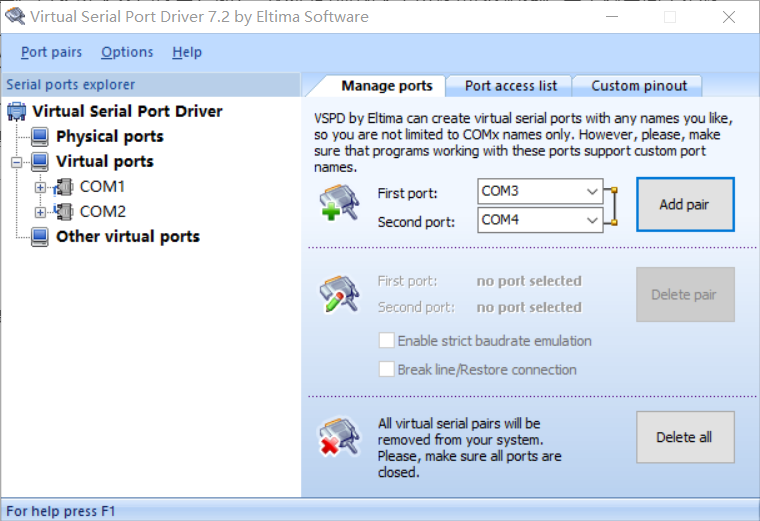 Virtual Serial Port Driver 7.2 by Eltima Software
Port pairs Options Help
Serial ports explorer
Virtual Serial Port Driver
Physical ports
Virtual ports
COM1
COM2
Other virtual ports
Manage ports Port access list Custom pinout
VSPD by Eltima can create virtual serial ports with any names you like,
so you are not limited to COMx names only. However, please, make
sure that programs working with these ports support custom port
names.
First port: COM3
Second port: COM4
Add pair
First port: no port selected
Second port: no port selected
Delete pair
Enable strict baudrate emulation
Break line/Restore connection
All virtual serial pairs will be
removed from your system.
Please, make sure all ports are
closed.
Delete all
For help press F1